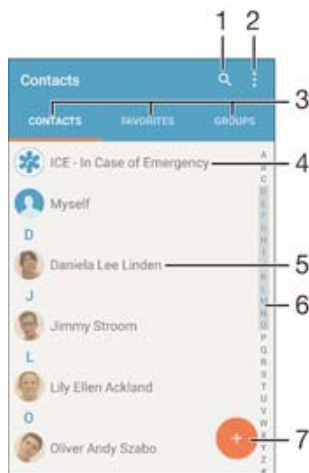 1 2
Contacts
3
CONTACTS FAVORITES GROUPS
ICE - In Case of Emergency 4
Myself
D
Daniela Lee Linden 5
J
Jimmy Stroom
6
L
Lily Ellen Ackland
O
Oliver Andy Szabo
+ 7
A
B
C
D
E
F
G
H
I
J
K
L
M
N
O
P
Q
R
S
T
U
V
W
X
Y
Z